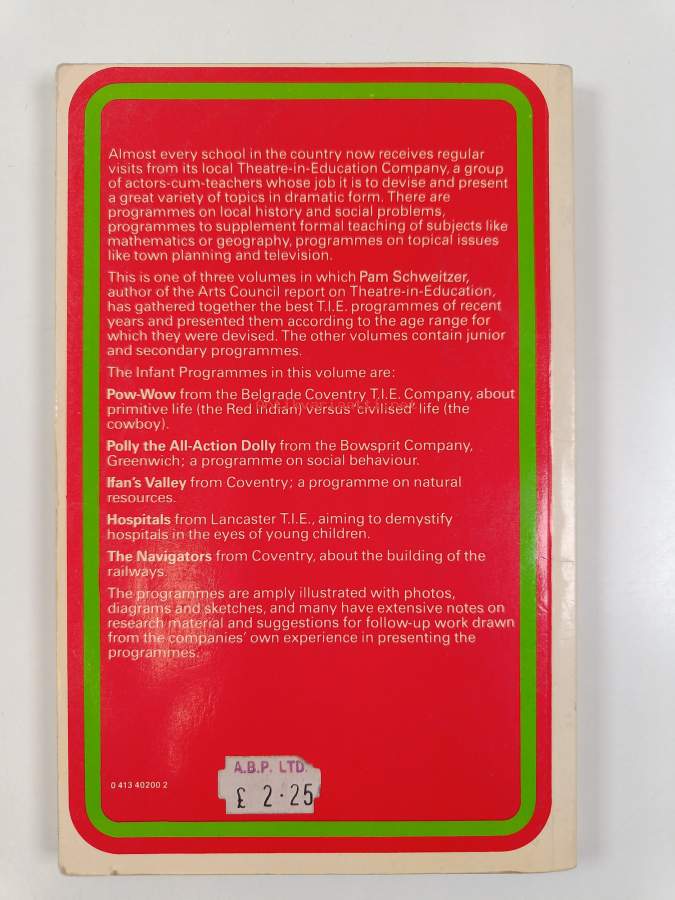 Almost every school in the country now receives regular
visits from its local Theatre-in-Education Company, a group
of actors-cum-teachers whose job it is to devise and present
a great variety of topics in dramatic form. There are
programmes on local history and social problems,
programmes to supplement formal teaching of subjects like
mathematics or geography, programmes on topical issues
like town planning and television.
This is one of three volumes in which Pam Schweitzer,
author of the Arts Council report on Theatre-in-Education,
has gathered together the best T.I.E. programmes of recent
years and presented them according to the age range for
which they were devised. The other volumes contain junior
and secondary programmes.
The Infant Programmes in this volume are:
Pow-Wow from the Belgrade Coventry T.I.E. Company, about
primitive life (the Red Indian) versus 'civilised' life (the
cowboy).
Polly the All-Action Dolly from the Bowsprit Company,
Greenwich; a programme on social behaviour.
Ifan's Valley from Coventry; a programme on natural
resources.
Hospitals from Lancaster T.I.E., aiming to demystify
hospitals in the eyes of young children.
The Navigators from Coventry, about the building of the
railways.
The programmes are amply illustrated with photos,
diagrams and sketches, and many have extensive notes on
research material and suggestions for follow-up work drawn
from the companies' own experience in presenting the
programmes.
A.B.P. LTD.
£ 2·25
0 413 40200 2